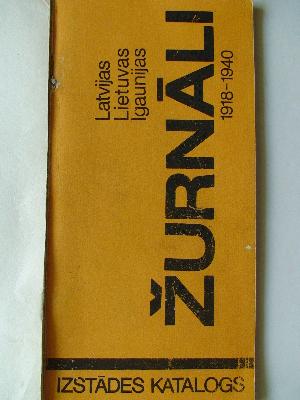 Latvijas
Lietuvas
Igaunijas
ŽURNĀLI
1918-1940
IZSTĀDES KATALOGS